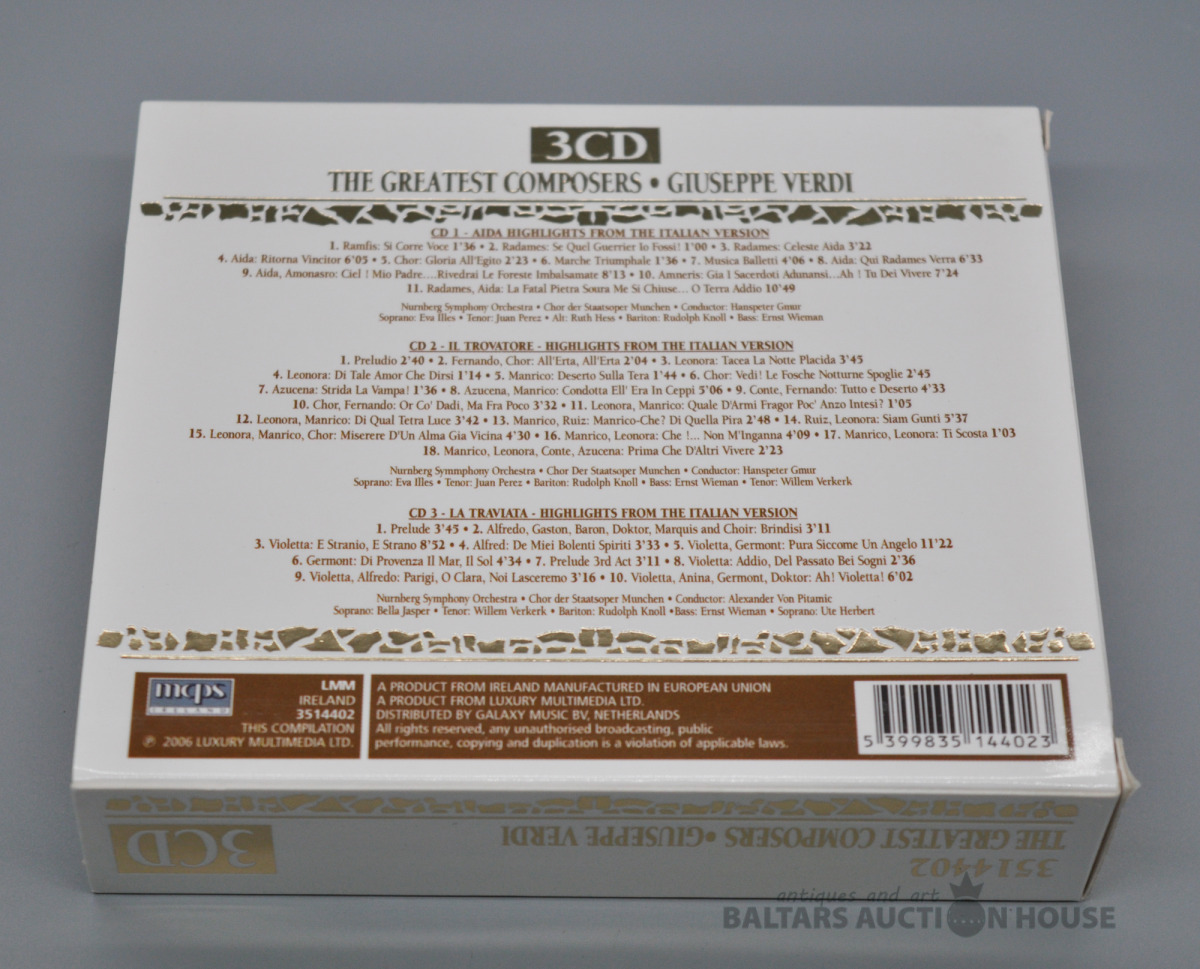 3CD
THE GREATEST COMPOSERS • GIUSEPPE VERDI
CD 1 - AIDA HIGHLIGHTS FROM THE ITALIAN VERSION
1. Ramfis: Si Corre Voce 1'36 • 2. Radames: Se Quel Guerrier Io Fossi! 1'00 • 3. Radames: Celeste Aida 3'22
4. Aida: Ritorna Vincitor 6'05 • 5. Chor: Gloria All'Egito 2'23 • 6. Marche Triumphale 1'36 • 7. Musica Balletti 4'06 • 8. Aida: Qui Radames Verra 6'33
9. Aida, Amonasro: Ciel ! Mio Padre....Rivedrai Le Foreste Imbalsamate 8'13 • 10. Amneris: Gia I Sacerdoti Adunansi...Ah ! Tu Dei Vivere 7'24
11. Radames, Aida: La Fatal Pietra Soura Me Si Chiuse... O Terra Addio 10'49
Nurnberg Symphony Orchestra • Chor der Staatsoper Munchen • Conductor: Hanspeter Gmur
Soprano: Eva Illes • Tenor: Juan Perez • Alt: Ruth Hess • Bariton: Rudolph Knoll • Bass: Ernst Wieman
CD 2 - IL TROVATORE - HIGHLIGHTS FROM THE ITALIAN VERSION
1. Preludio 2'40 • 2. Fernando, Chor: All'Erta, All'Erta 2'04 • 3. Leonora: Tacea La Notte Placida 3'45
4. Leonora: Di Tale Amor Che Dirsi 1'14 • 5. Manrico: Deserto Sulla Tera 1'44 • 6. Chor: Vedi! Le Fosche Notturne Spoglie 2'45
7. Azucena: Strida La Vampa! 1'36 • 8. Azucena, Manrico: Condotta Ell' Era In Ceppi 5'06 • 9. Conte, Fernando: Tutto e Deserto 4'33
10. Chor, Fernando: Or Co' Dadi, Ma Fra Poco 3'32 • 11. Leonora, Manrico: Quale D'Armi Fragor Poc' Anzo Intesi? 1'05
12. Leonora, Manrico: Di Qual Tetra Luce 3'42 • 13. Manrico, Ruiz: Manrico-Che? Di Quella Pira 2'48 • 14. Ruiz, Leonora: Siam Gunti 5'37
15. Leonora, Manrico, Chor: Miserere D'Un Alma Gia Vicina 4'30 • 16. Manrico, Leonora: Che !... Non M'Inganna 4'09 • 17. Manrico, Leonora: Ti Scosta 1'03
18. Manrico, Leonora, Conte, Azucena: Prima Che D'Altri Vivere 2'23
Nurnberg Symmphony Orchestra • Chor Der Staatsoper Munchen • Conductor: Hanspeter Gmur
Soprano: Eva Illes • Tenor: Juan Perez • Bariton: Rudolph Knoll • Bass: Ernst Wieman • Tenor: Willem Verkerk
CD 3 - LA TRAVIATA - HIGHLIGHTS FROM THE ITALIAN VERSION
1. Prelude 3'45 • 2. Alfredo, Gaston, Baron, Doktor, Marquis and Choir: Brindisi 3'11
3. Violetta: E Stranio, E Strano 8'52 • 4. Alfred: De Miei Bolenti Spiriti 3'33 • 5. Violetta, Germont: Pura Siccome Un Angelo 11'22
6. Germont: Di Provenza Il Mar, Il Sol 4'34 • 7. Prelude 3rd Act 3'11 • 8. Violetta: Addio, Del Passato Bei Sogni 2'36
9. Violetta, Alfredo: Parigi, O Clara, Noi Lasceremo 3'16 • 10. Violetta, Anina, Germont, Doktor: Ah! Violetta! 6'02
Nurnberg Symphony Orchestra • Chor der Staatsoper Munchen • Conductor: Alexander Von Pitamic
Soprano: Bella Jasper • Tenor: Willem Verkerk • Bariton: Rudolph Knoll •Bass: Ernst Wieman • Soprano: Ute Herbert
mcps
IRELAND
LMM
IRELAND
3514402
THIS COMPILATION
℗ 2006 LUXURY MULTIMEDIA LTD.
A PRODUCT FROM IRELAND MANUFACTURED IN EUROPEAN UNION
A PRODUCT FROM LUXURY MULTIMEDIA LTD.
DISTRIBUTED BY GALAXY MUSIC BV, NETHERLANDS
All rights reserved, any unauthorised broadcasting, public
performance, copying and duplication is a violation of applicable laws.
5 399835 144023
3514402
THE GREATEST COMPOSERS • GIUSEPPE VERDI
3CD
antiques and art
BALTARS AUCTION HOUSE